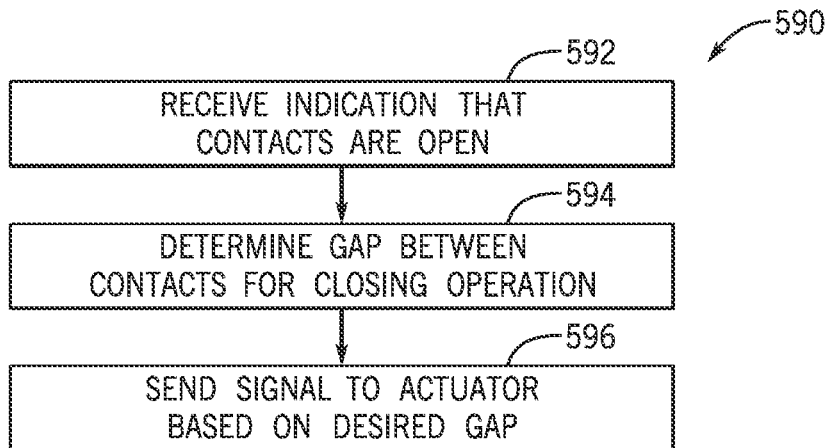 590
592
RECEIVE INDICATION THAT
CONTACTS ARE OPEN
594
DETERMINE GAP BETWEEN
CONTACTS FOR CLOSING OPERATION
596
SEND SIGNAL TO ACTUATOR
BASED ON DESIRED GAP